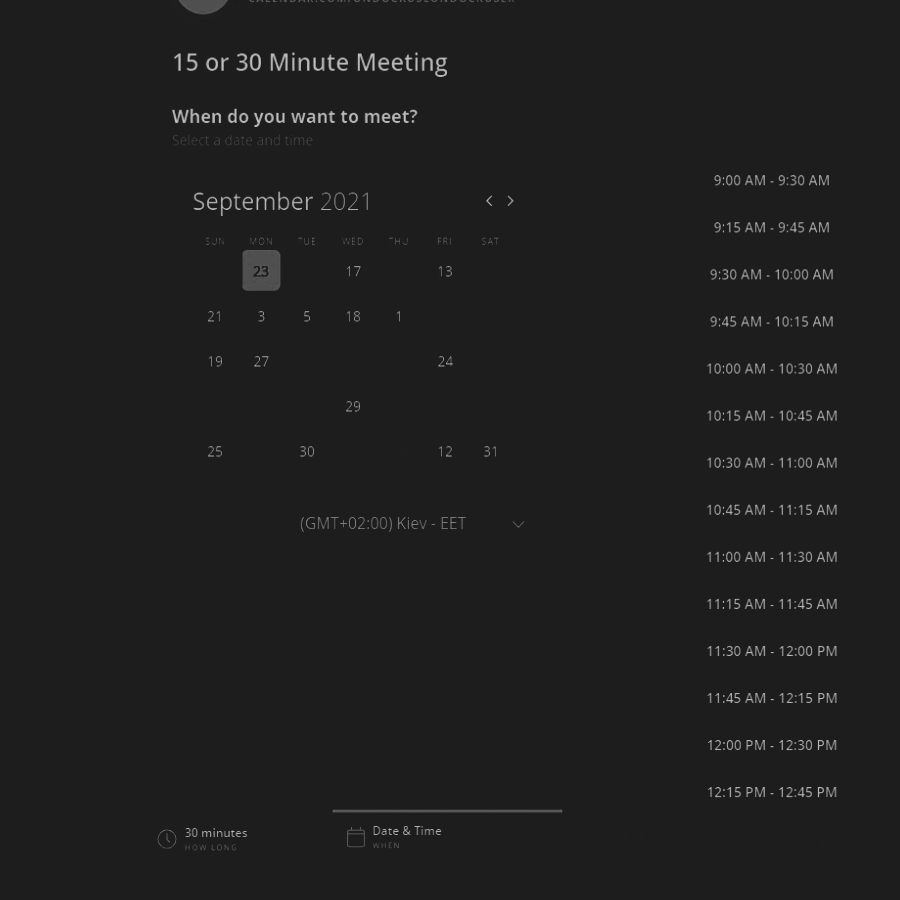 15 or 30 Minute Meeting
When do you want to meet?
Select a date and time
September 2021
SUN MON TUE WED THU FRI SAT
23 17 13
21 3 5 18 1
19 27 24
29
25 30 12 31
(GMT+02:00) Kiev - EET
9:00 AM - 9:30 AM
9:15 AM - 9:45 AM
9:30 AM - 10:00 AM
9:45 AM - 10:15 AM
10:00 AM - 10:30 AM
10:15 AM - 10:45 AM
10:30 AM - 11:00 AM
10:45 AM - 11:15 AM
11:00 AM - 11:30 AM
11:15 AM - 11:45 AM
11:30 AM - 12:00 PM
11:45 AM - 12:15 PM
12:00 PM - 12:30 PM
12:15 PM - 12:45 PM
30 minutes
HOW LONG
Date & Time
WHEN